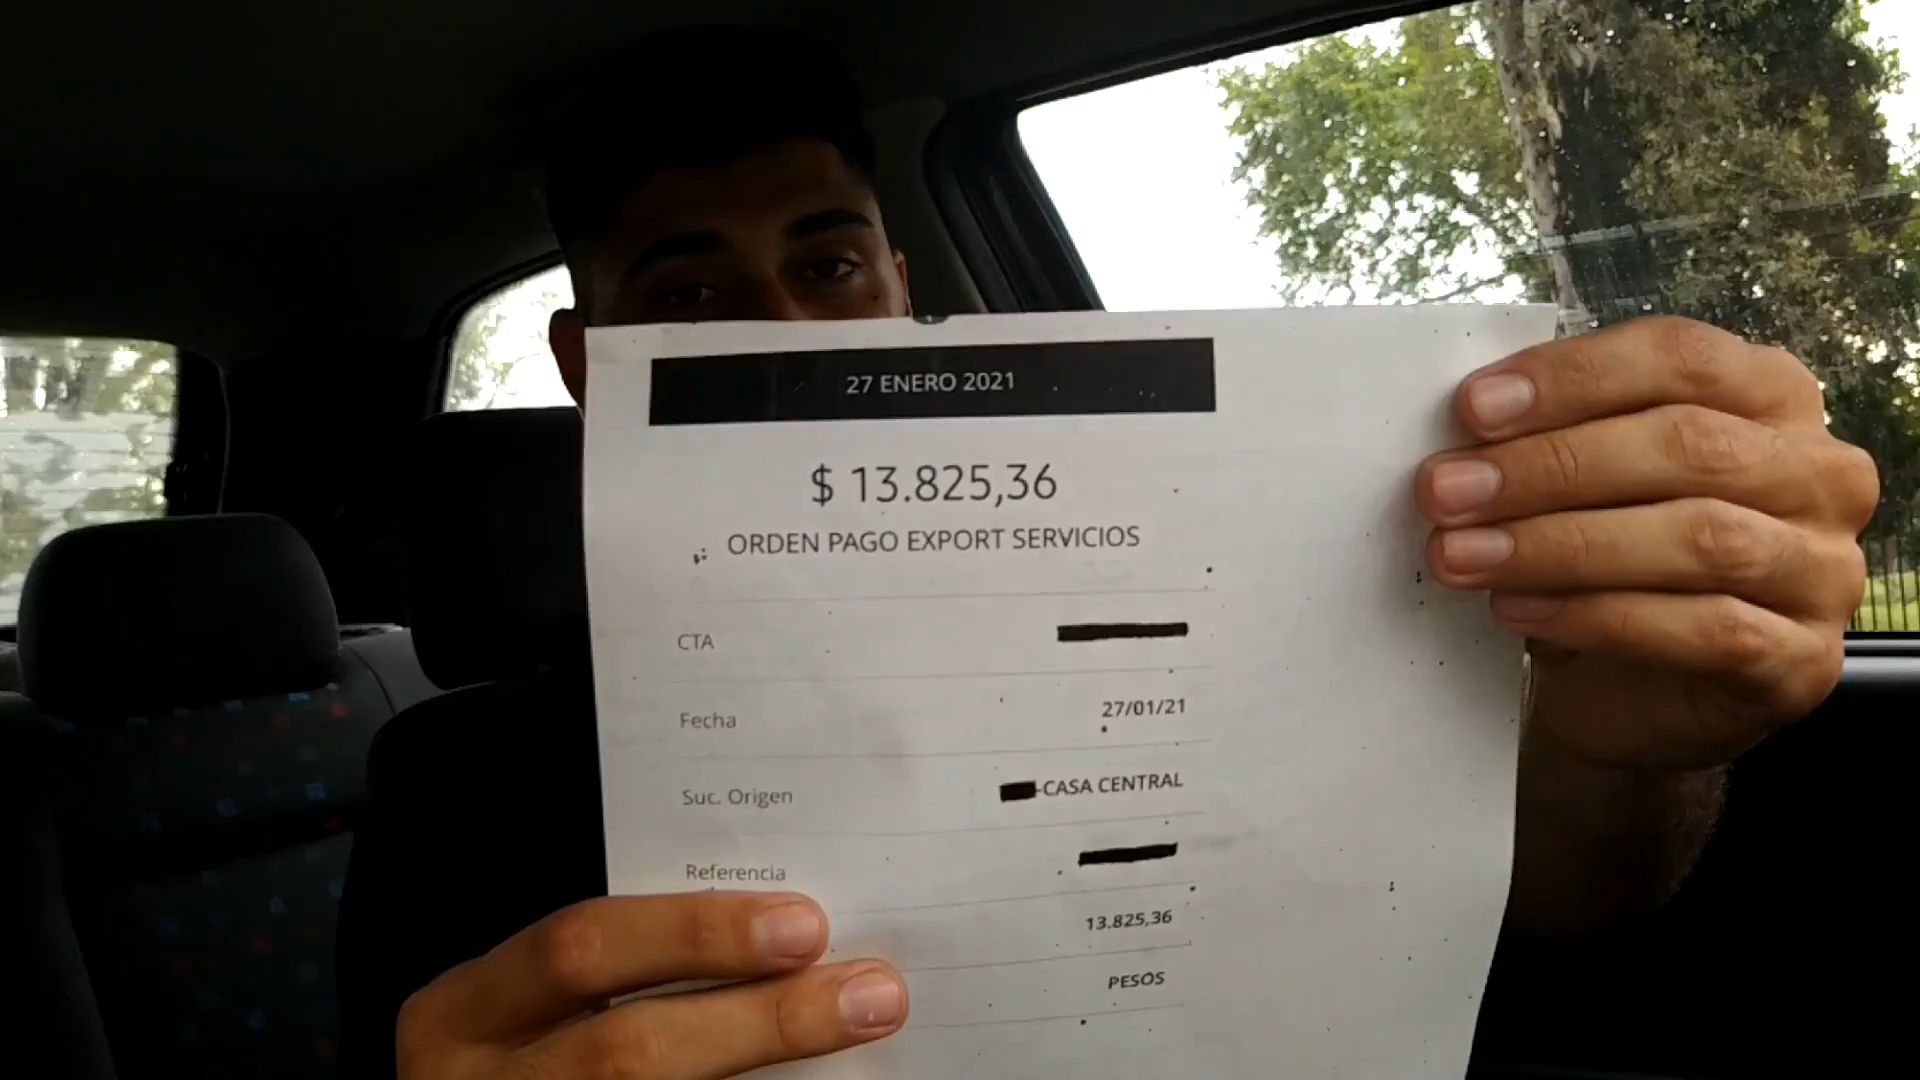 27 ENERO 2021
$ 13.825,36
ORDEN PAGO EXPORT SERVICIOS
CTA
Fecha 27/01/21
Suc. Origen -CASA CENTRAL
Referencia
13.825,36
PESOS